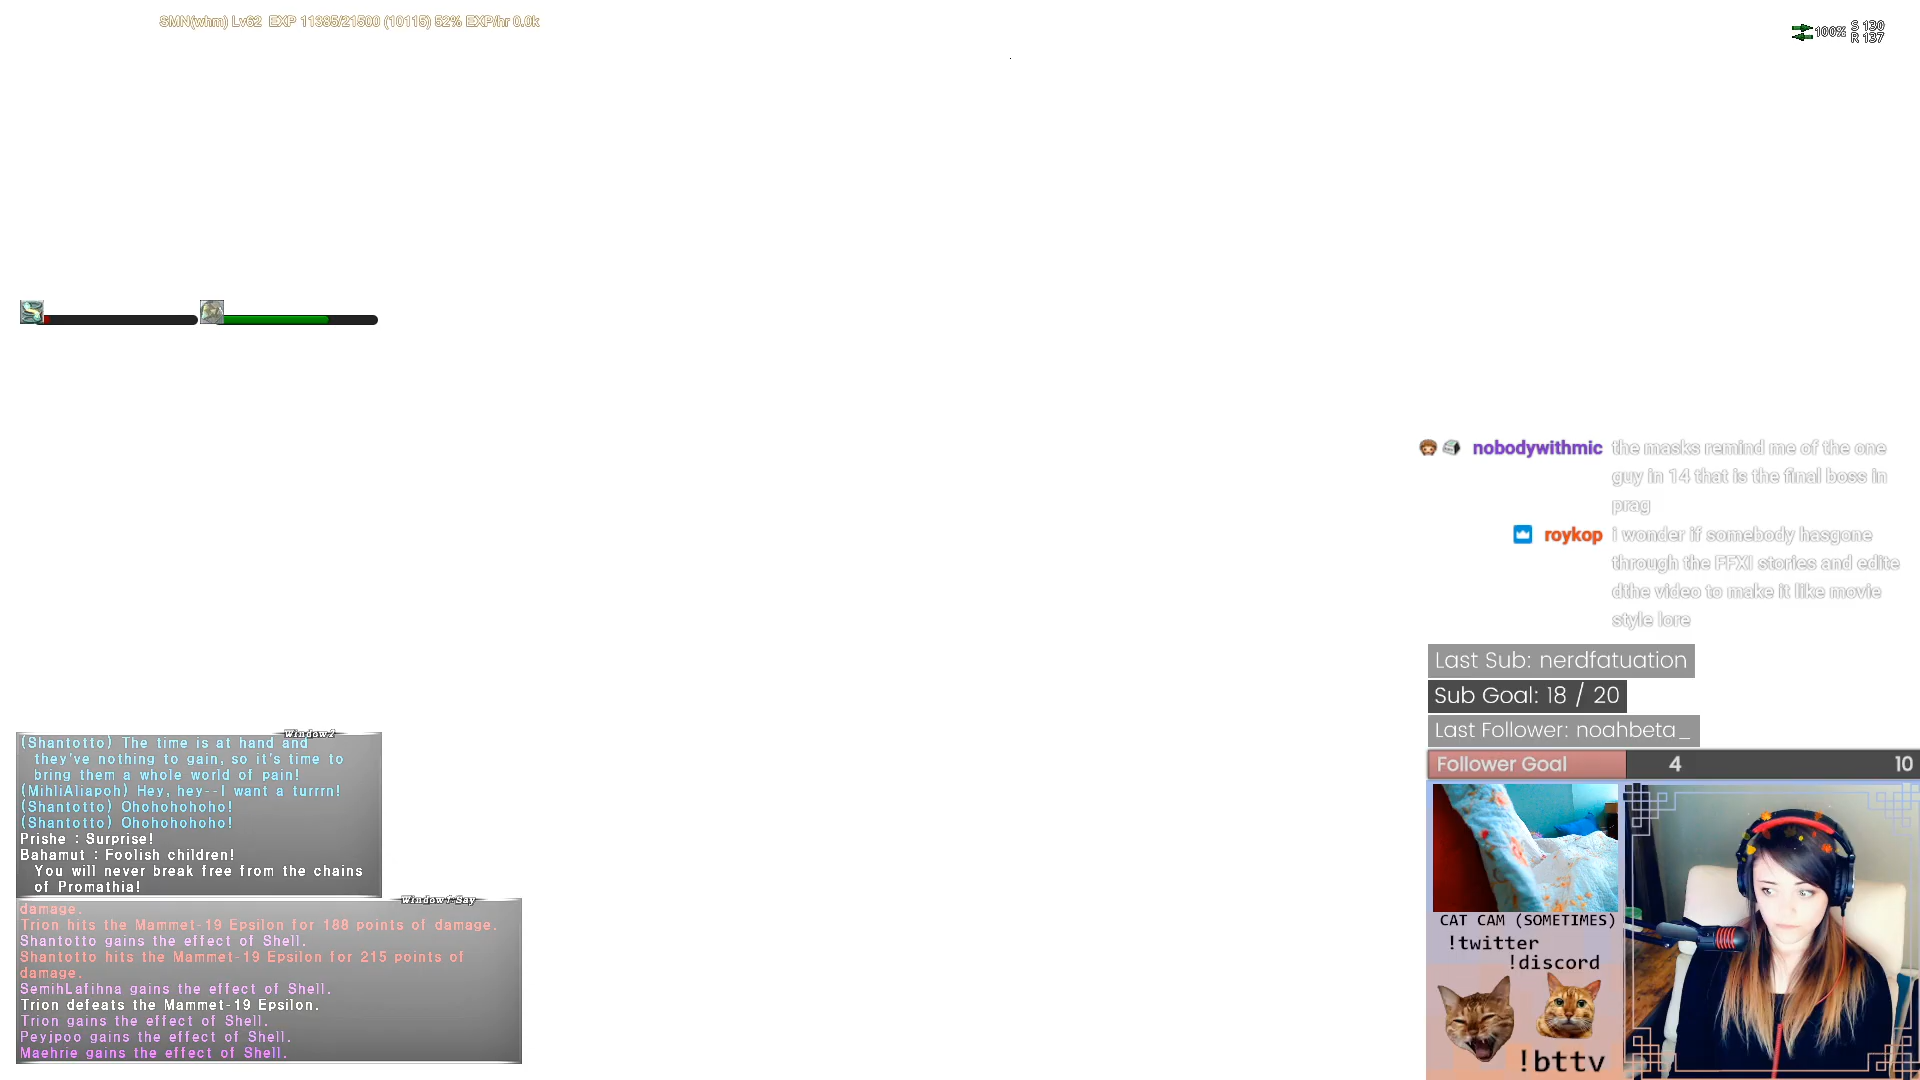 SMN(whm) Lv62 EXP 11385/21500 (10115) 52% EXP/hr 0.0k
100%
S 130
R 137
nobodywithmic the masks remind me of the one
guy in 14 that is the final boss in
prag
roykop i wonder if somebody hasgone
through the FFXI stories and edite
dthe video to make it like movie
style lore
Last Sub: nerdfatuation
Sub Goal: 18 / 20
Last Follower: noahbeta_
Follower Goal 4 10
Window2
(Shantotto) The time is at hand and
they've nothing to gain, so it's time to
bring them a whole world of pain!
(MihliAliapoh) Hey, hey--I want a turrrn!
(Shantotto) Ohohohohoho!
(Shantotto) Ohohohohoho!
Prishe : Surprise!
Bahamut : Foolish children!
You will never break free from the chains
of Promathia!
Window1:Say
damage.
Trion hits the Mammet-19 Epsilon for 188 points of damage.
Shantotto gains the effect of Shell.
Shantotto hits the Mammet-19 Epsilon for 215 points of
damage.
SemihLafihna gains the effect of Shell.
Trion defeats the Mammet-19 Epsilon.
Trion gains the effect of Shell.
Peyjpoo gains the effect of Shell.
Maehrie gains the effect of Shell.
CAT CAM (SOMETIMES)
!twitter
!discord
!bttv